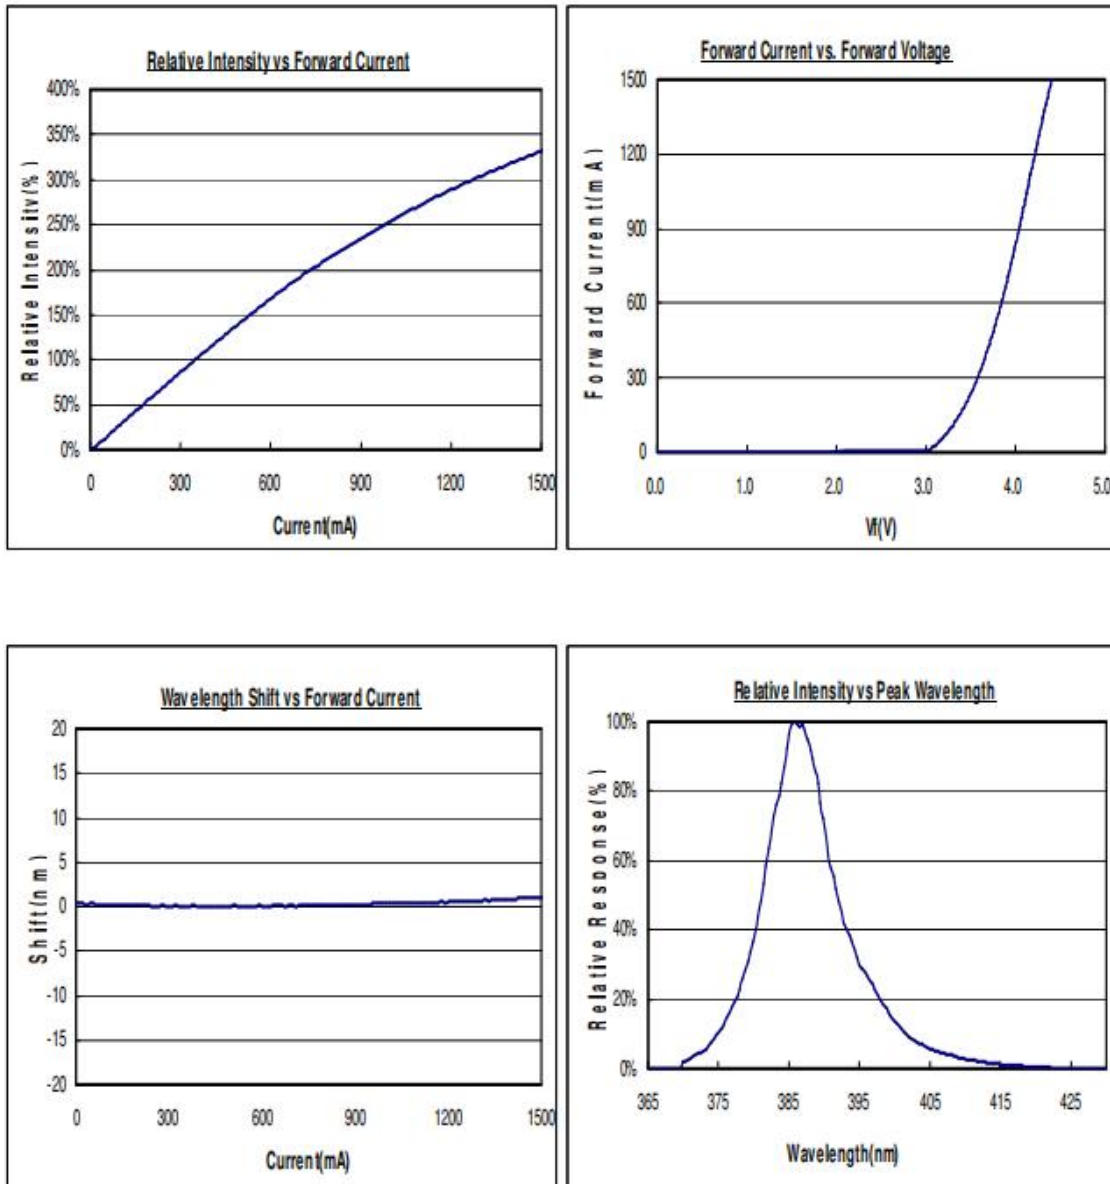 Relative Intensity vs Forward Current
400%
350%
300%
250%
200%
150%
100%
50%
0%
Relative Intensity(%)
0 300 600 900 1200 1500
Current(mA)
Forward Current vs. Forward Voltage
1500
1200
900
600
300
0
Forward Current(mA)
0.0 1.0 2.0 3.0 4.0 5.0
Vf(V)
Wavelength Shift vs Forward Current
20
15
10
5
0
-5
-10
-15
-20
Shift(nm)
0 300 600 900 1200 1500
Current(mA)
Relative Intensity vs Peak Wavelength
100%
80%
60%
40%
20%
0%
Relative Response(%)
365 375 385 395 405 415 425
Wavelength(nm)